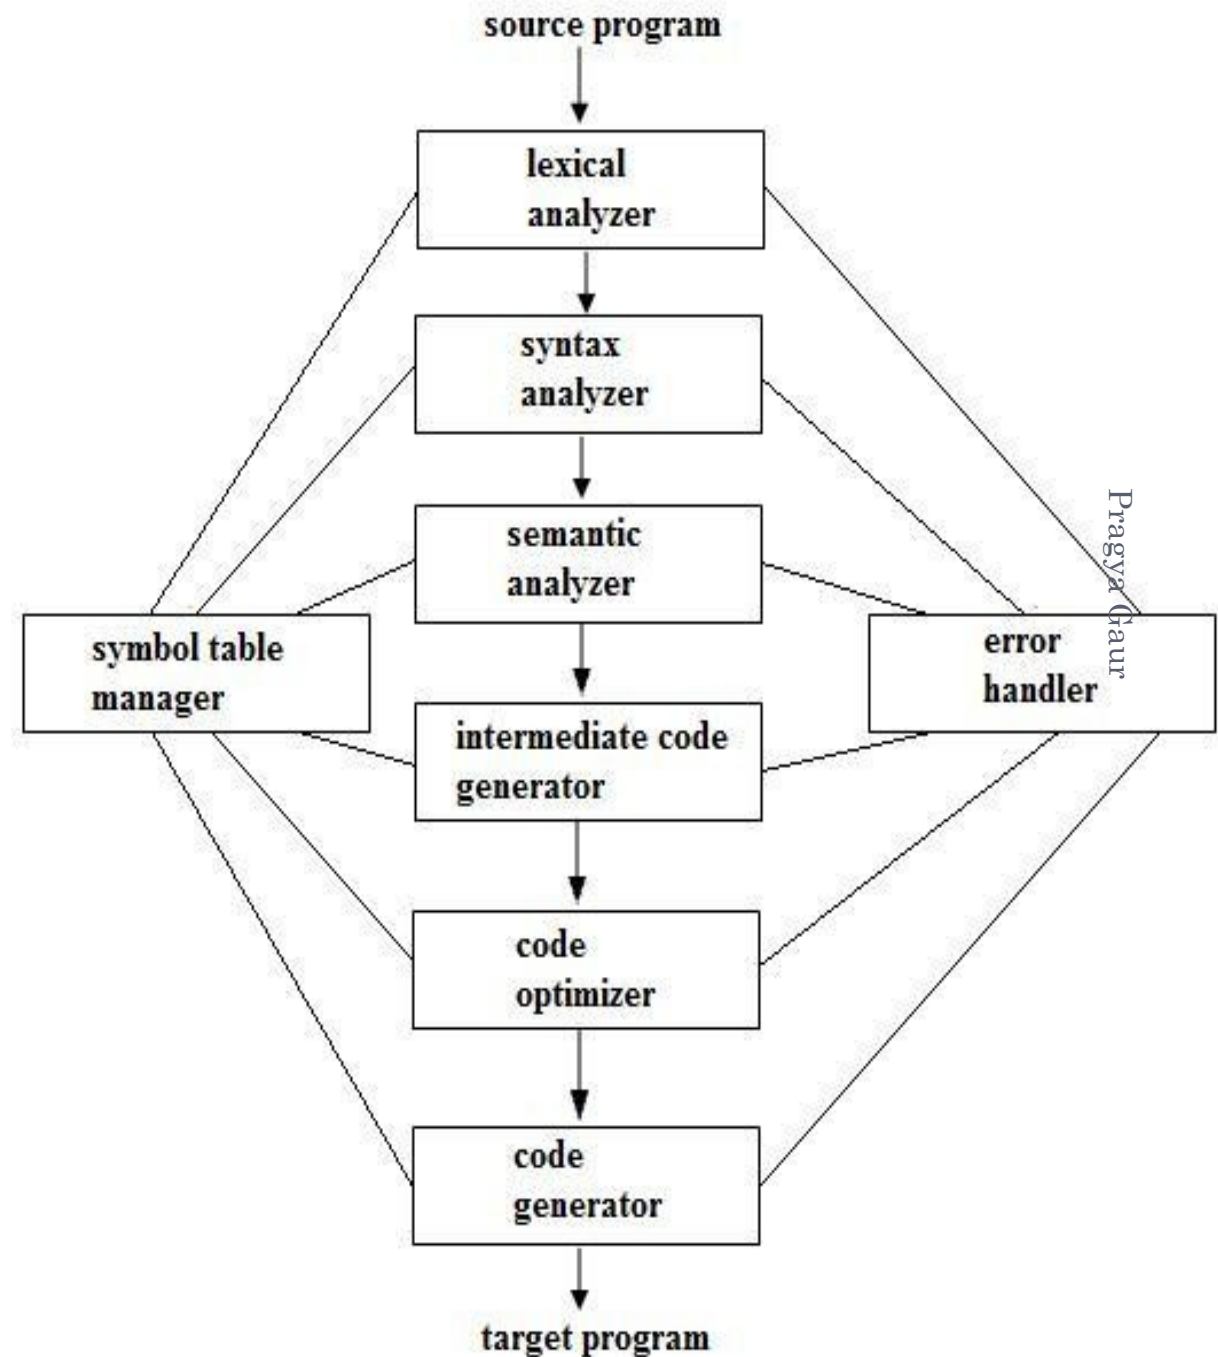 source program
lexical
analyzer
syntax
analyzer
semantic
analyzer
symbol table
manager
error
handler
Pragya Gaur
intermediate code
generator
code
optimizer
code
generator
target program